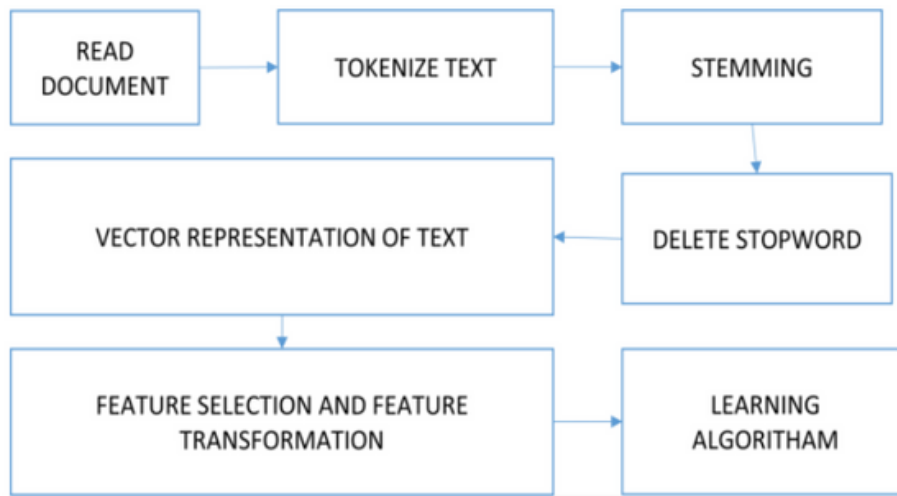 READ
DOCUMENT
TOKENIZE TEXT
STEMMING
DELETE STOPWORD
VECTOR REPRESENTATION OF TEXT
FEATURE SELECTION AND FEATURE
TRANSFORMATION
LEARNING
ALGORITHAM